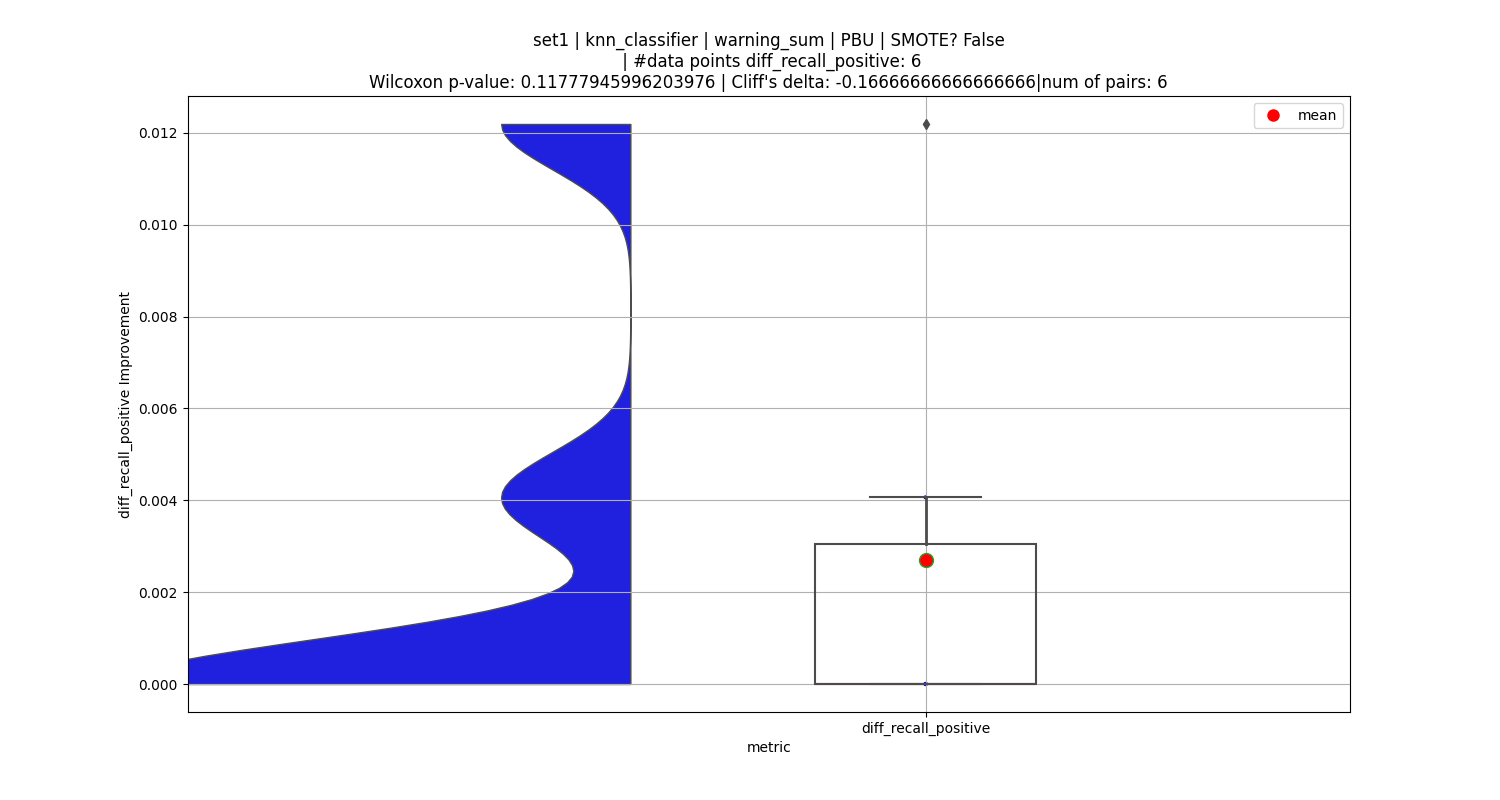 set1 | knn_classifier | warning_sum | PBU | SMOTE? False
| #data points diff_recall_positive: 6
Wilcoxon p-value: 0.11777945996203976 | Cliff's delta: -0.16666666666666666|num of pairs: 6
mean
0.012
0.010
0.008
0.006
0.004
0.002
0.000
diff_recall_positive Improvement
diff_recall_positive
metric